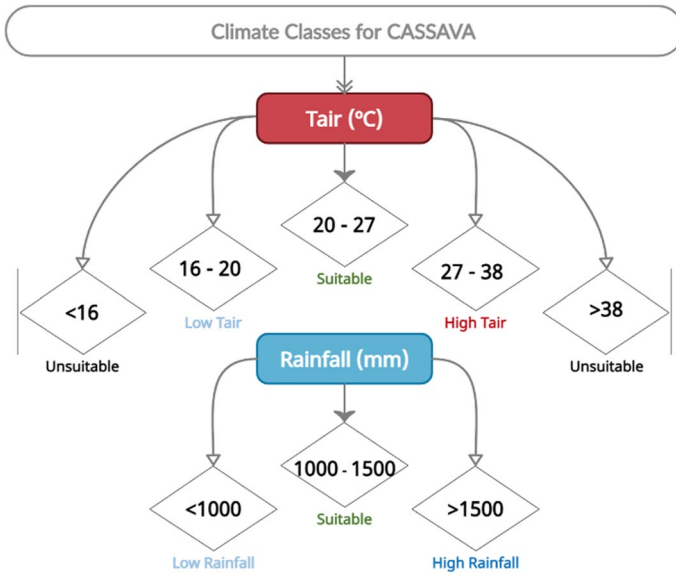 Climate Classes for CASSAVA
Tair (ºC)
20 - 27
Suitable
16 - 20
Low Tair
27 - 38
High Tair
<16
Unsuitable
>38
Unsuitable
Rainfall (mm)
1000 - 1500
Suitable
<1000
Low Rainfall
>1500
High Rainfall